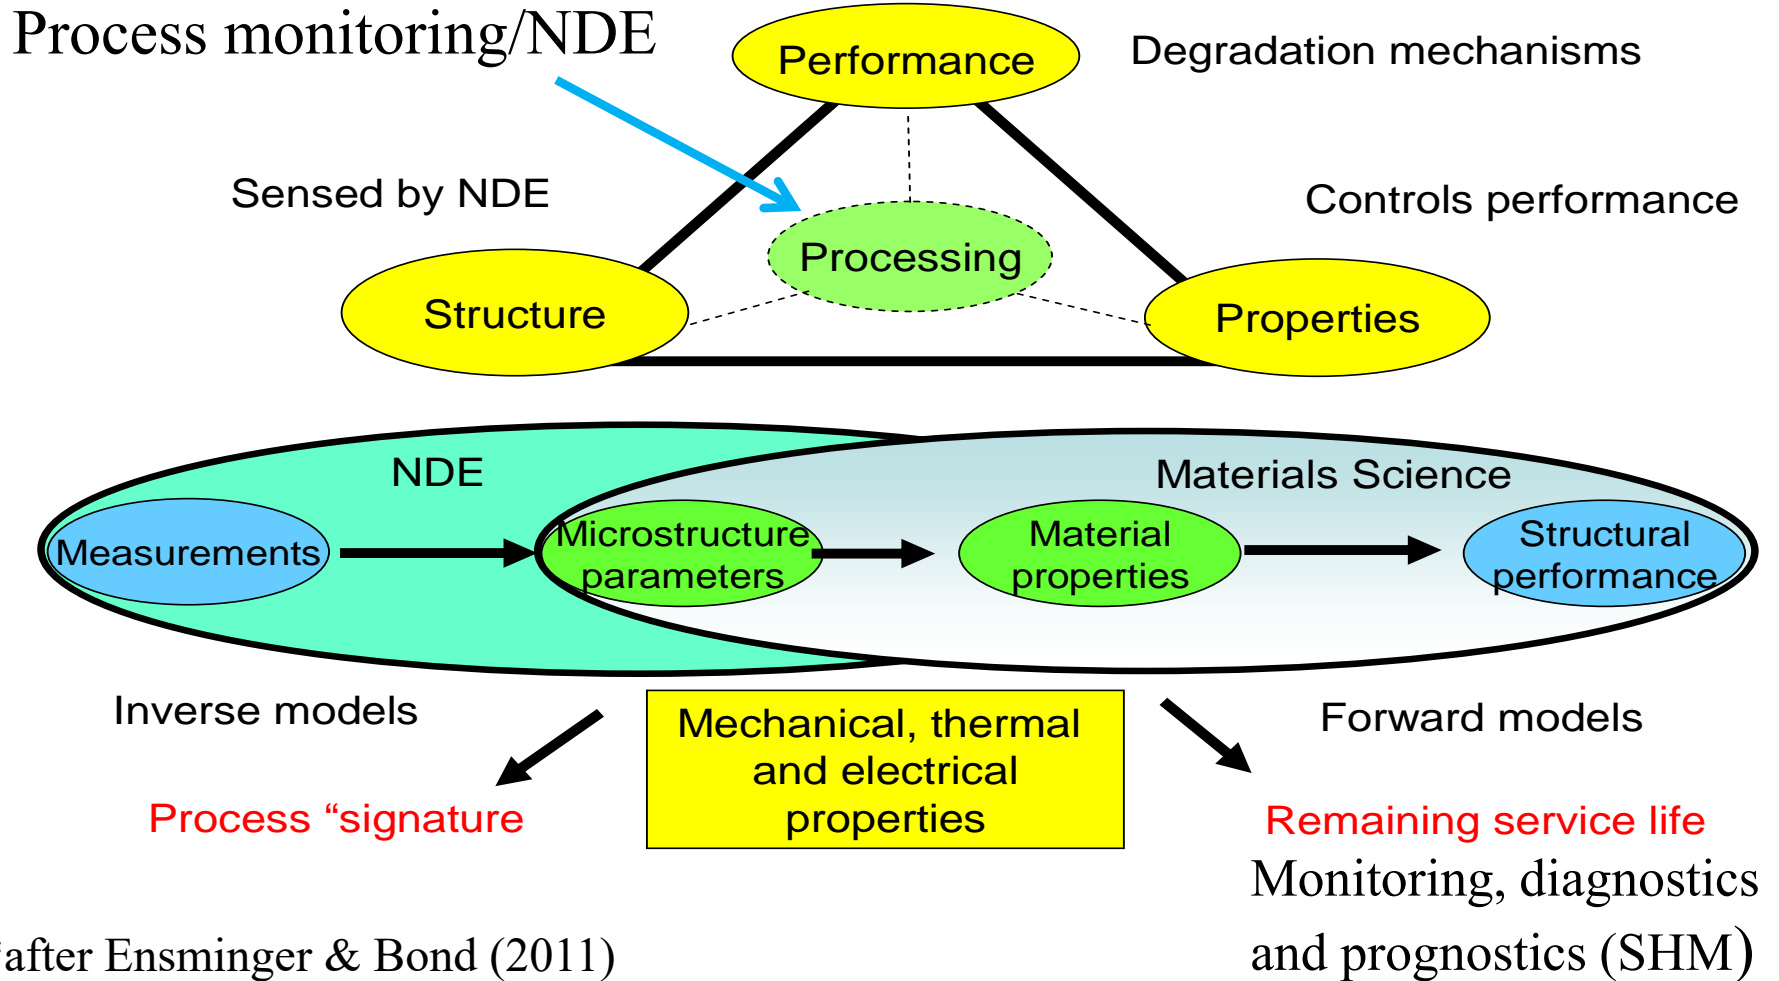 Process monitoring/NDE
Performance
Degradation mechanisms
Sensed by NDE
Controls performance
Processing
Structure
Properties
NDE
Materials Science
Measurements
Microstructure
parameters
Material
properties
Structural
performance
Inverse models
Mechanical, thermal
and electrical
properties
Forward models
Process “signature
Remaining service life
Monitoring, diagnostics
and prognostics (SHM)
after Ensminger & Bond (2011)